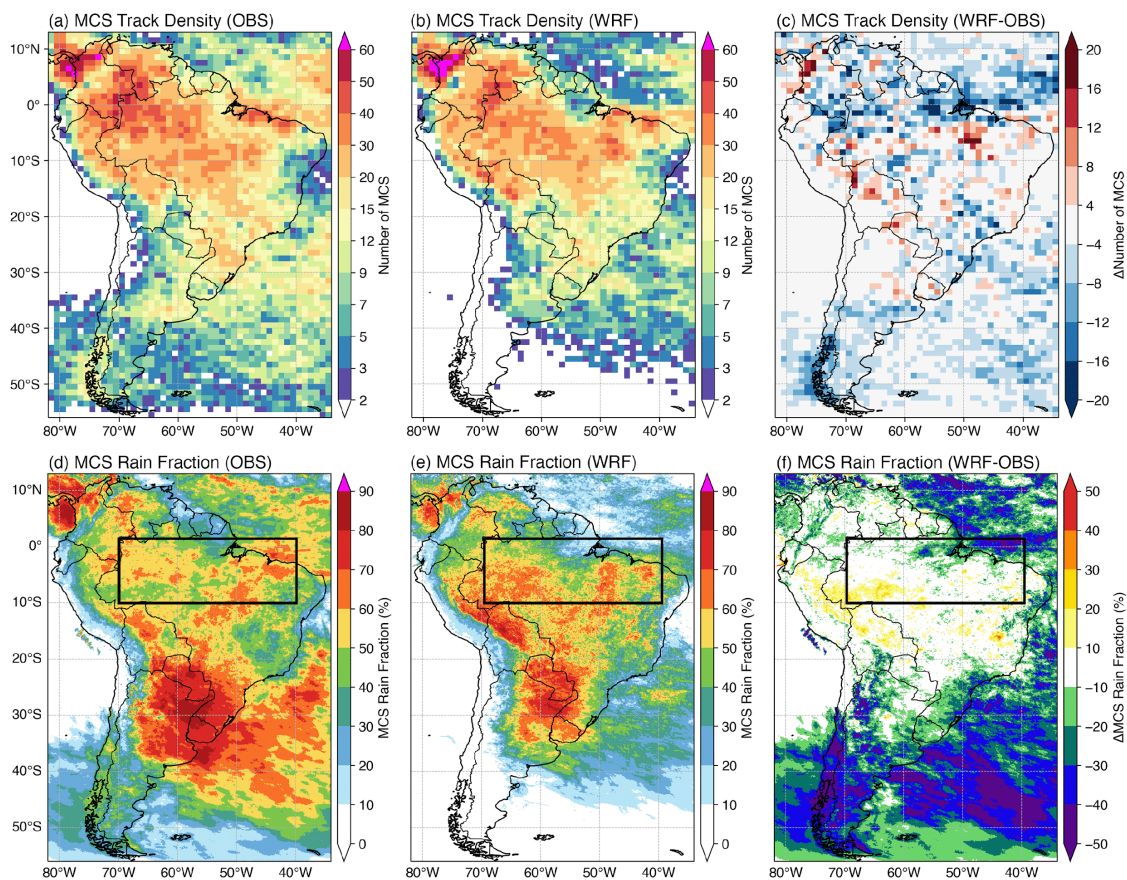 (a) MCS Track Density (OBS)
(b) MCS Track Density (WRF)
(c) MCS Track Density (WRF-OBS)
10°N
0°
10°S
20°S
30°S
40°S
50°S
80°W 70°W 60°W 50°W 40°W
60
50
40
30
20
15
12
9
7
5
3
2
Number of MCS
80°W 70°W 60°W 50°W 40°W
60
50
40
30
20
15
12
9
7
5
3
2
Number of MCS
80°W 70°W 60°W 50°W 40°W
20
16
12
8
4
−4
−8
−12
−16
−20
ΔNumber of MCS
(d) MCS Rain Fraction (OBS)
(e) MCS Rain Fraction (WRF)
(f) MCS Rain Fraction (WRF-OBS)
10°N
0°
10°S
20°S
30°S
40°S
50°S
80°W 70°W 60°W 50°W 40°W
90
80
70
60
50
40
30
20
10
0
MCS Rain Fraction (%)
80°W 70°W 60°W 50°W 40°W
90
80
70
60
50
40
30
20
10
0
MCS Rain Fraction (%)
80°W 70°W 60°W 50°W 40°W
50
40
30
20
10
−10
−20
−30
−40
−50
ΔMCS Rain Fraction (%)